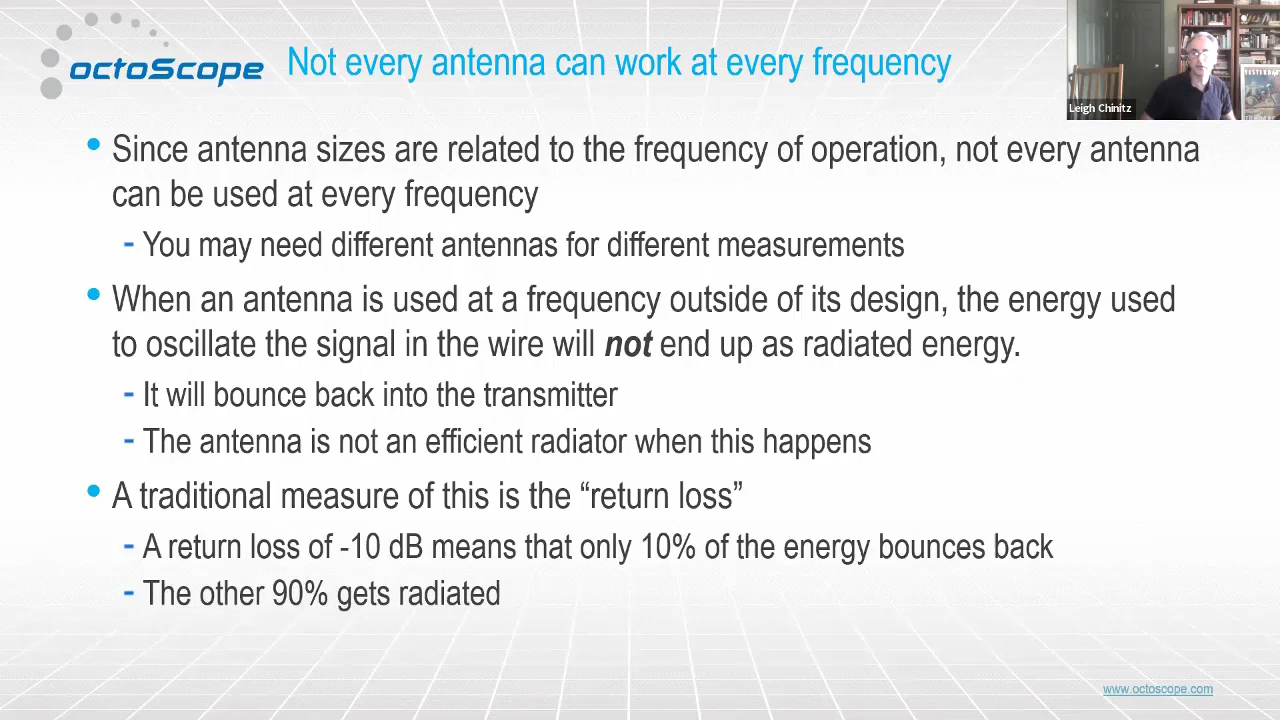 octoScope
Not every antenna can work at every frequency
Leigh Chinitz
• Since antenna sizes are related to the frequency of operation, not every antenna
can be used at every frequency
- You may need different antennas for different measurements
• When an antenna is used at a frequency outside of its design, the energy used
to oscillate the signal in the wire will not end up as radiated energy.
- It will bounce back into the transmitter
- The antenna is not an efficient radiator when this happens
• A traditional measure of this is the “return loss”
- A return loss of -10 dB means that only 10% of the energy bounces back
- The other 90% gets radiated
www.octoscope.com